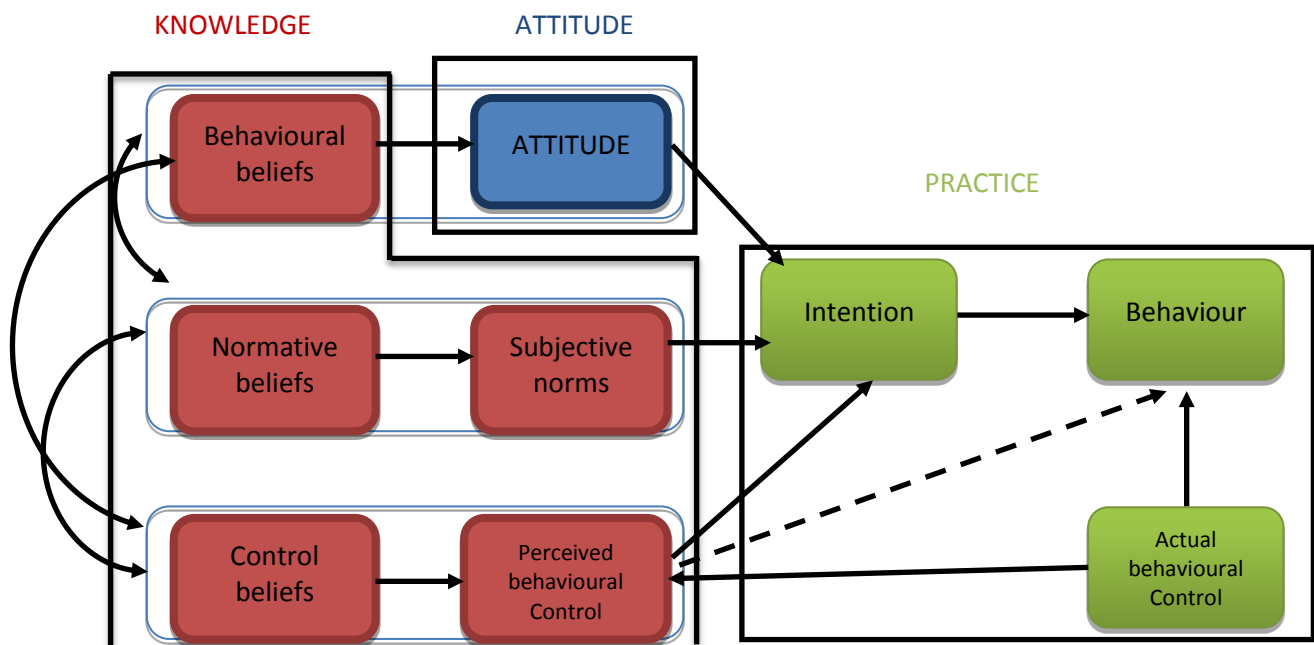 KNOWLEDGE
ATTITUDE
Behavioural
beliefs
ATTITUDE
PRACTICE
Intention
Behaviour
Normative
beliefs
Subjective
norms
Control
beliefs
Perceived
behavioural
Control
Actual
behavioural
Control